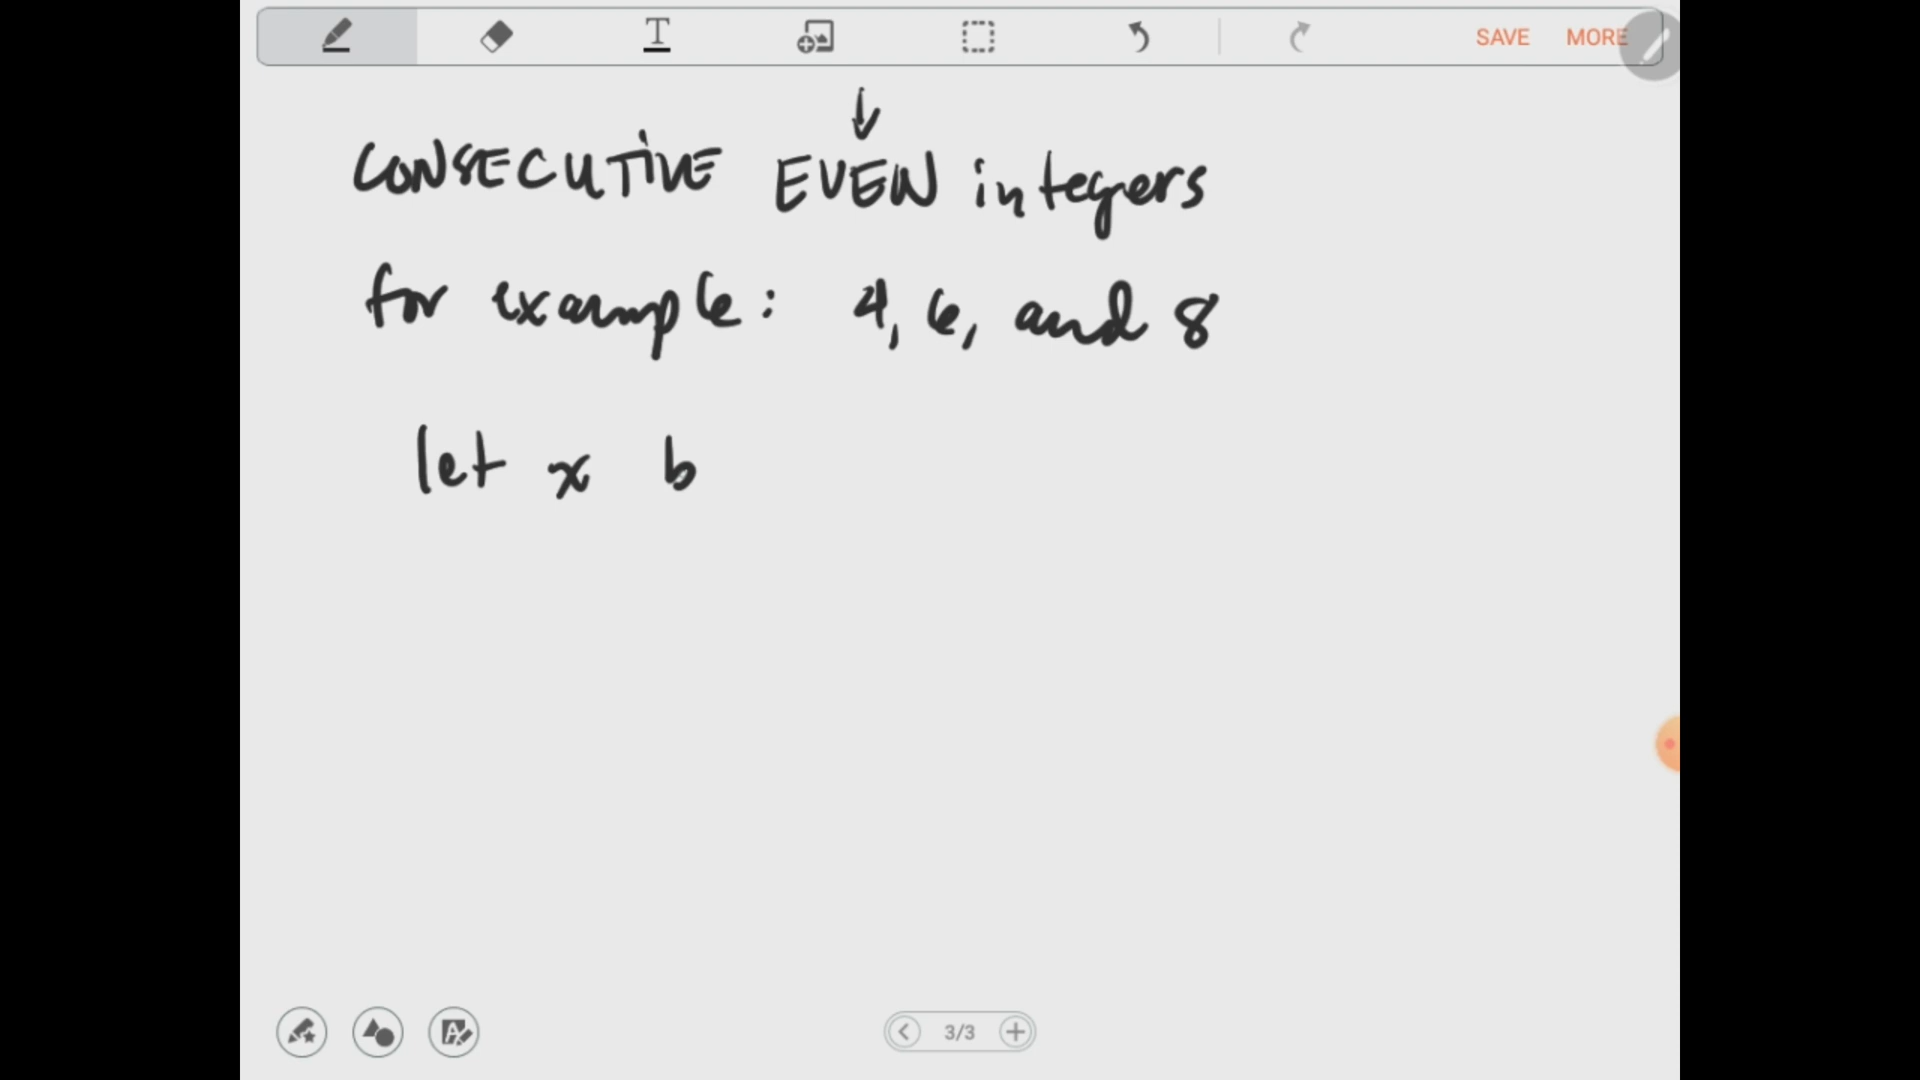 T SAVE MORE
CONSECUTIVE EVEN integers
for example: 4, 6, and 8
let x b
A 3/3